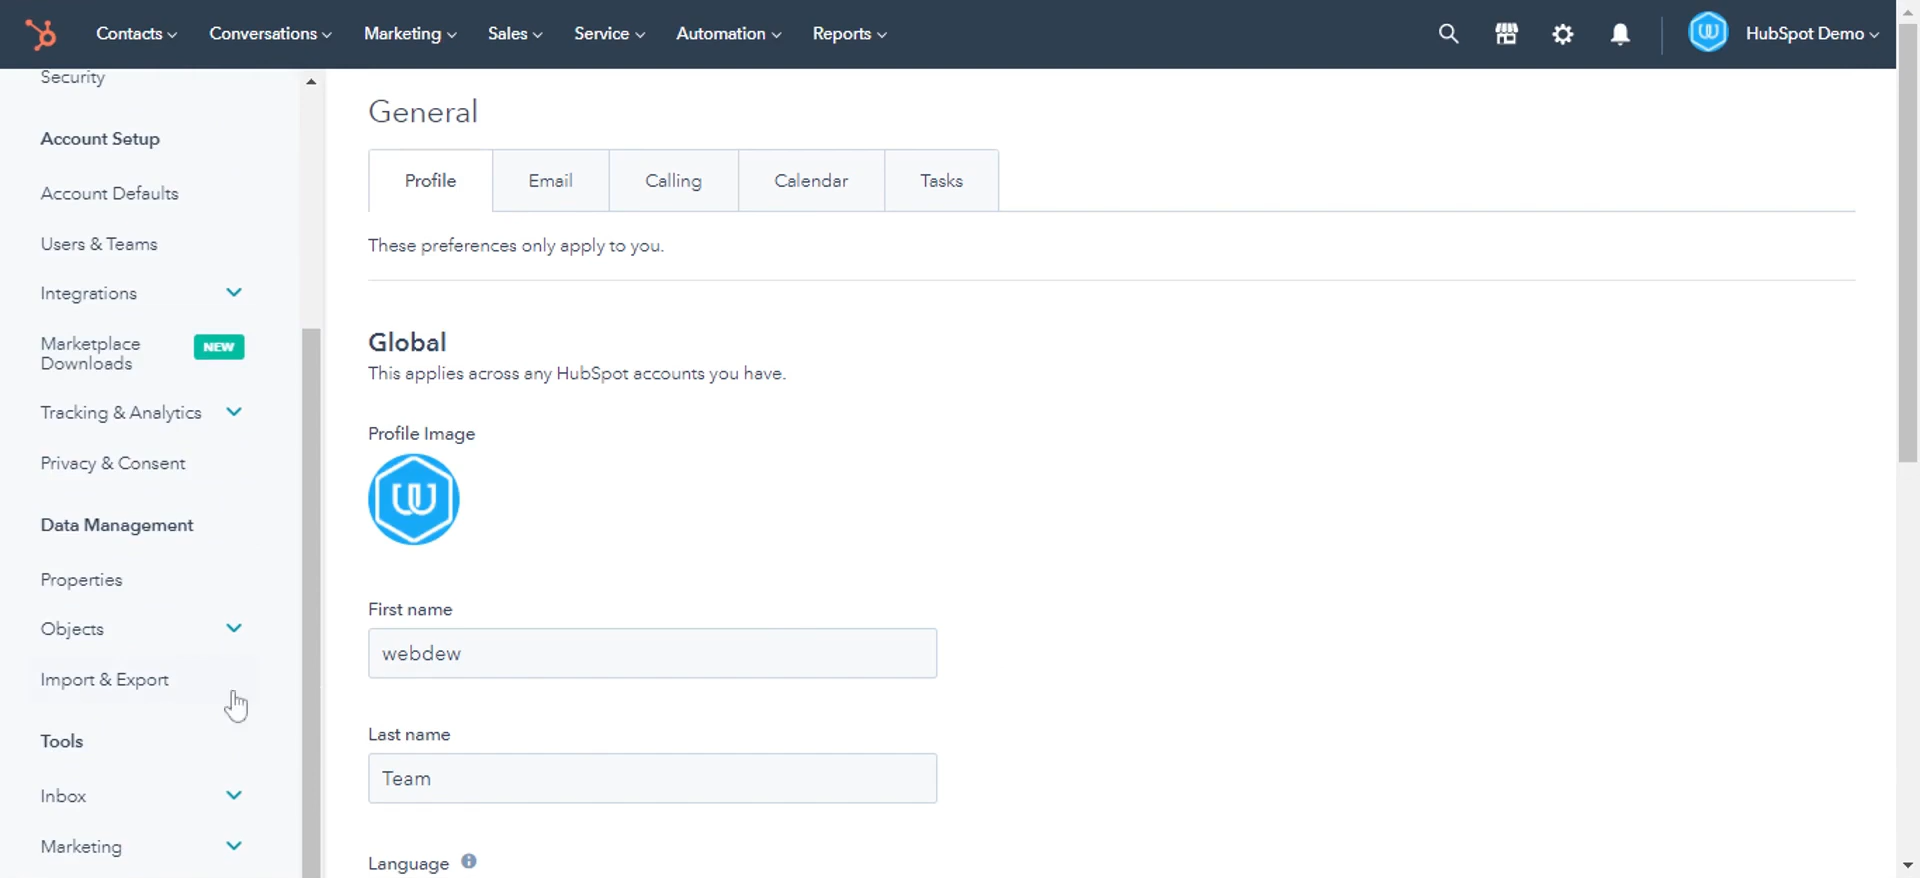 Contacts
Conversations
Marketing
Sales
Service
Automation
Reports
HubSpot Demo
Security
Account Setup
Account Defaults
Users & Teams
Integrations
Marketplace
Downloads
NEW
Tracking & Analytics
Privacy & Consent
Data Management
Properties
Objects
Import & Export
Tools
Inbox
Marketing
General
Profile
Email
Calling
Calendar
Tasks
These preferences only apply to you.
Global
This applies across any HubSpot accounts you have.
Profile Image
First name
webdew
Last name
Team
Language